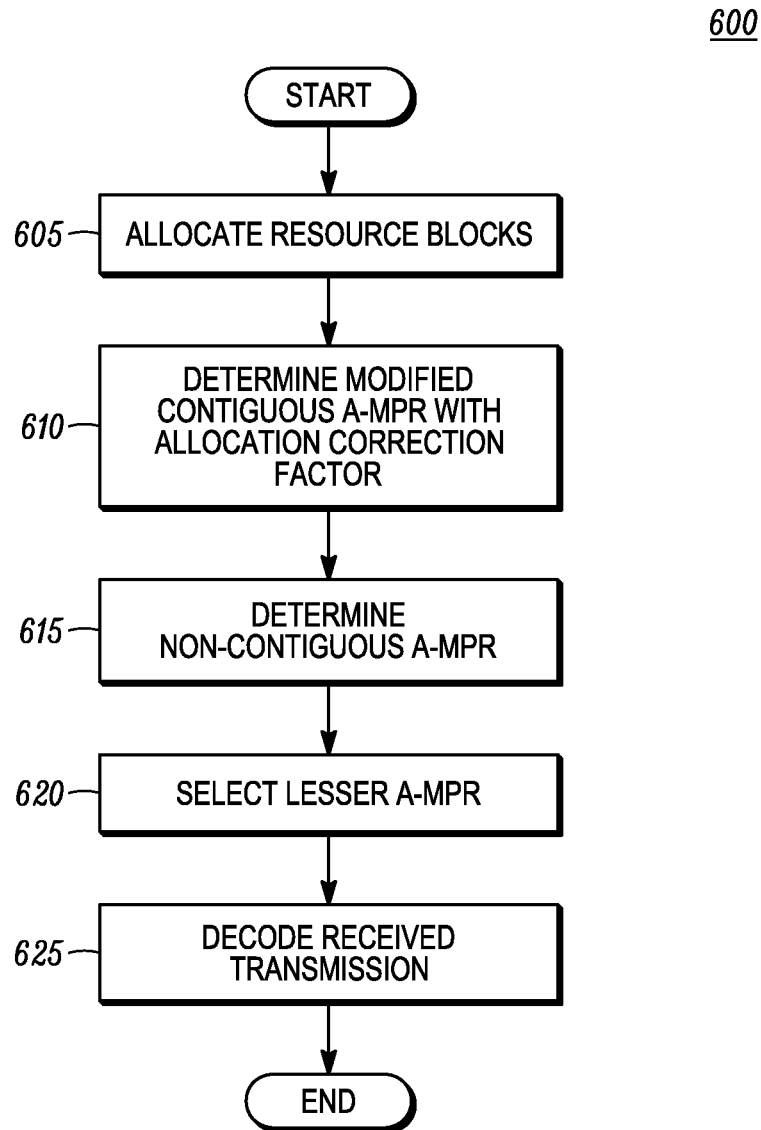 600
START
605
ALLOCATE RESOURCE BLOCKS
610
DETERMINE MODIFIED
CONTIGUOUS A-MPR WITH
ALLOCATION CORRECTION
FACTOR
615
DETERMINE
NON-CONTIGUOUS A-MPR
620
SELECT LESSER A-MPR
625
DECODE RECEIVED
TRANSMISSION
END